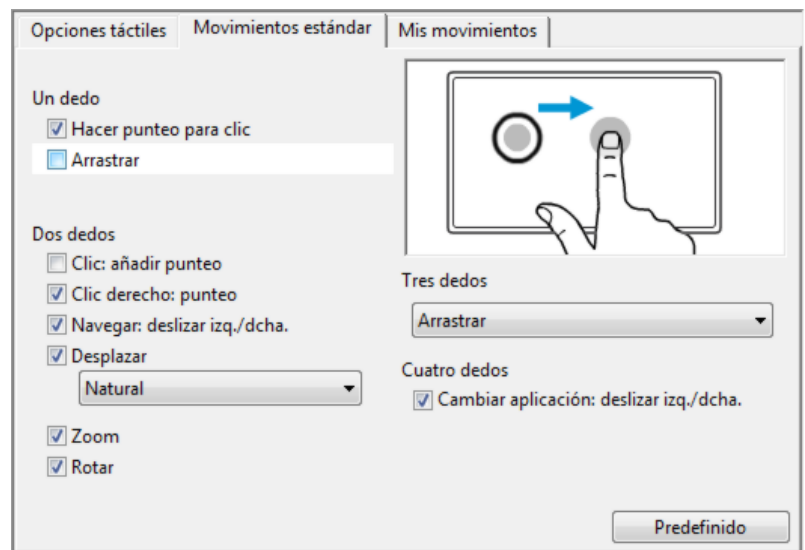 Opciones táctiles
Movimientos estándar
Mis movimientos
Un dedo
Hacer punteo para clic
Arrastrar
Dos dedos
Clic: añadir punteo
Clic derecho: punteo
Navegar: deslizar izq./dcha.
Desplazar
Natural
Zoom
Rotar
Tres dedos
Arrastrar
Cuatro dedos
Cambiar aplicación: deslizar izq./dcha.
Predefinido